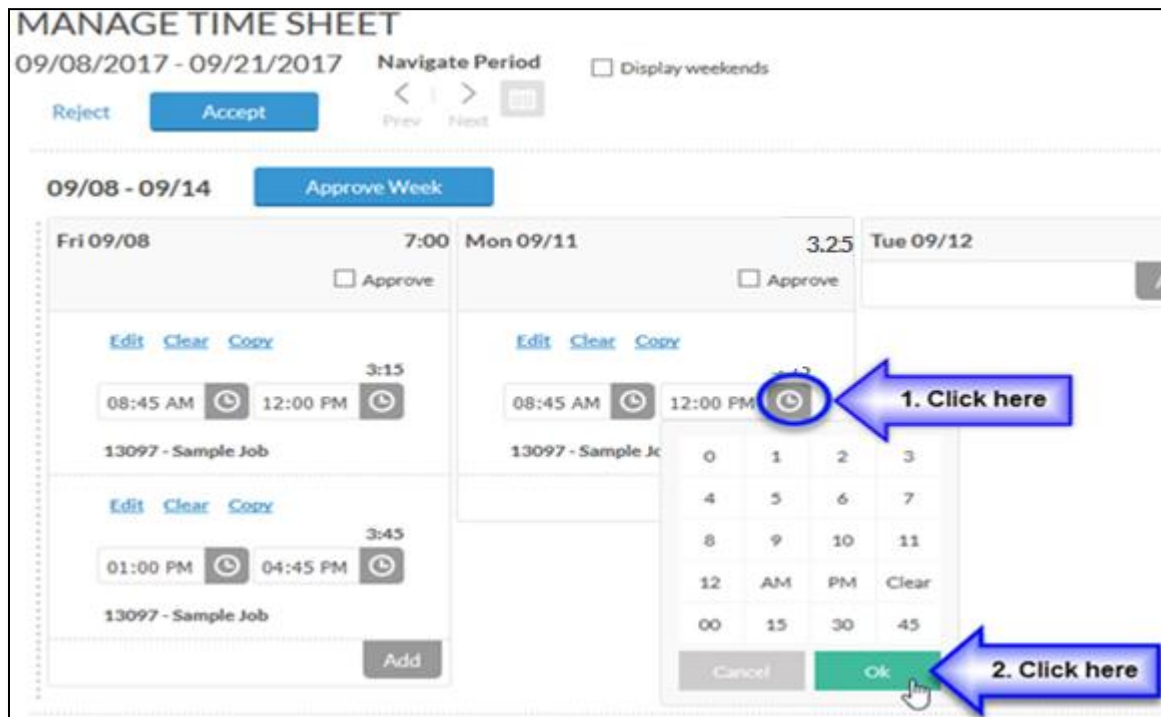 MANAGE TIME SHEET
09/08/2017 - 09/21/2017 Navigate Period Display weekends
Reject Accept Prev Next
09/08 - 09/14 Approve Week
Fri 09/08 7:00 Mon 09/11 3.25 Tue 09/12
Approve Approve
Edit Clear Copy Edit Clear Copy
3:15
08:45 AM 12:00 PM 08:45 AM 12:00 PM 1. Click here
13097 - Sample Job 13097 - Sample Jo
0 1 2 3
Edit Clear Copy 4 5 6 7
3:45 8 9 10 11
01:00 PM 04:45 PM 12 AM PM Clear
13097 - Sample Job 00 15 30 45
Add Cancel Ok 2. Click here